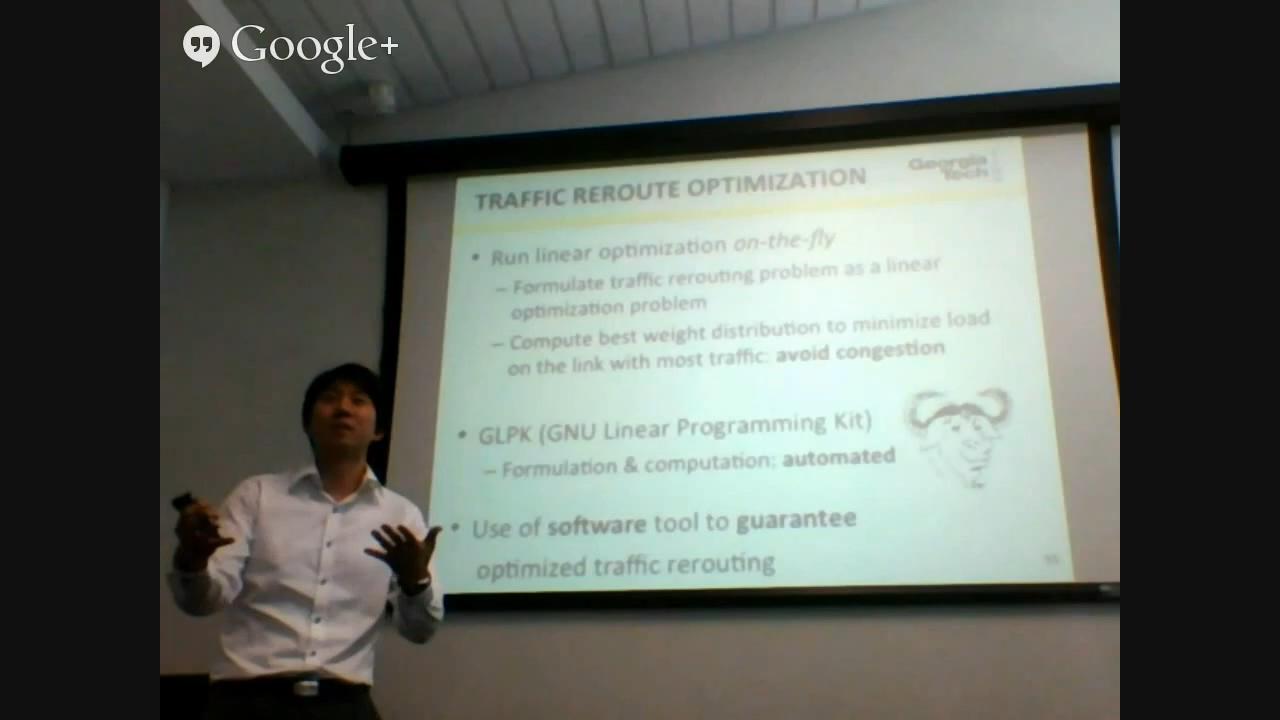 Google+
Georgia
Tech
TRAFFIC REROUTE OPTIMIZATION
• Run linear optimization on-the-fly
– Formulate traffic rerouting problem as a linear
optimization problem
– Compute best weight distribution to minimize load
on the link with most traffic: avoid congestion
• GLPK (GNU Linear Programming Kit)
– Formulation & computation: automated
• Use of software tool to guarantee
optimized traffic rerouting